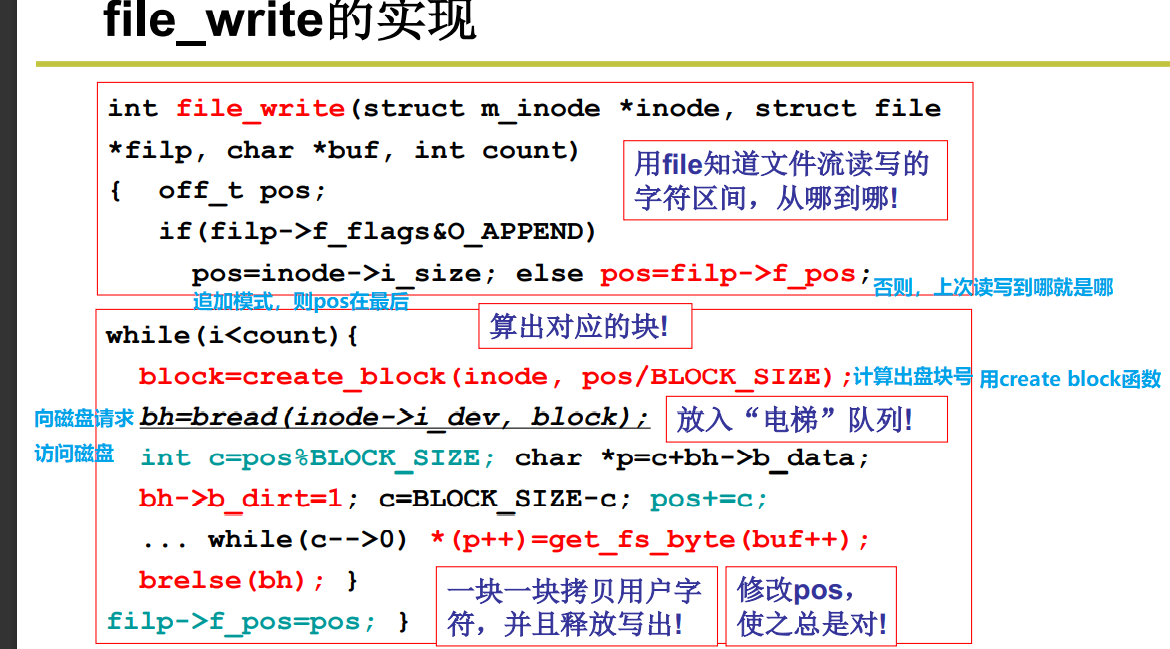 file_write的实现
int file_write(struct m_inode *inode, struct file
*filp, char *buf, int count)
用file知道文件流读写的
字符区间，从哪到哪!
{ off_t pos;
if(filp->f_flags&O_APPEND)
pos=inode->i_size; else pos=filp->f_pos;
追加模式，则pos在最后
否则，上次读写到哪就是哪
while(i<count){
算出对应的块!
block=create_block(inode, pos/BLOCK_SIZE);
计算出盘块号 用create block函数
向磁盘请求
访问磁盘
bh=bread(inode->i_dev, block);
放入“电梯”队列!
int c=pos%BLOCK_SIZE; char *p=c+bh->b_data;
bh->b_dirt=1; c=BLOCK_SIZE-c; pos+=c;
... while(c-->0) *(p++)=get_fs_byte(buf++);
brelse(bh); }
一块一块拷贝用户字
符，并且释放写出!
修改pos，
使之总是对!
filp->f_pos=pos; }